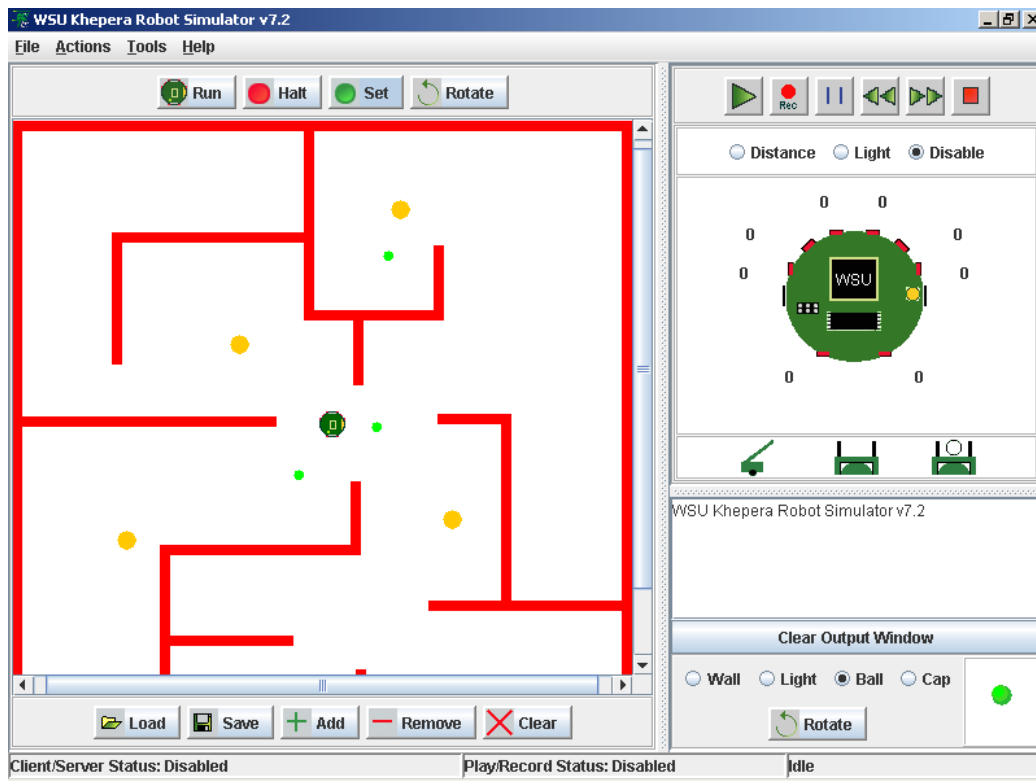 WSU Khepera Robot Simulator v7.2
File Actions Tools Help
Run Halt Set Rotate
Rec
Distance Light Disable
0 0
0 0
WSU
0 0
0 0
WSU Khepera Robot Simulator v7.2
Clear Output Window
Wall Light Ball Cap
Rotate
Load Save Add Remove Clear
Client/Server Status: Disabled Play/Record Status: Disabled Idle